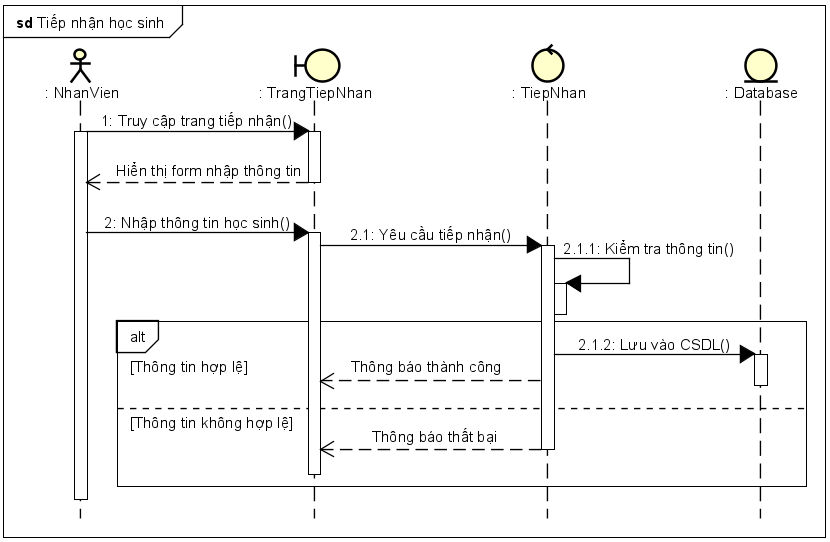 sd Tiếp nhận học sinh
: NhanVien
: TrangTiepNhan
: TiepNhan
: Database
1: Truy cập trang tiếp nhận()
Hiển thị form nhập thông tin
2: Nhập thông tin học sinh()
2.1: Yêu cầu tiếp nhận()
2.1.1: Kiểm tra thông tin()
alt
2.1.2: Lưu vào CSDL()
[Thông tin hợp lệ]
Thông báo thành công
[Thông tin không hợp lệ]
Thông báo thất bại